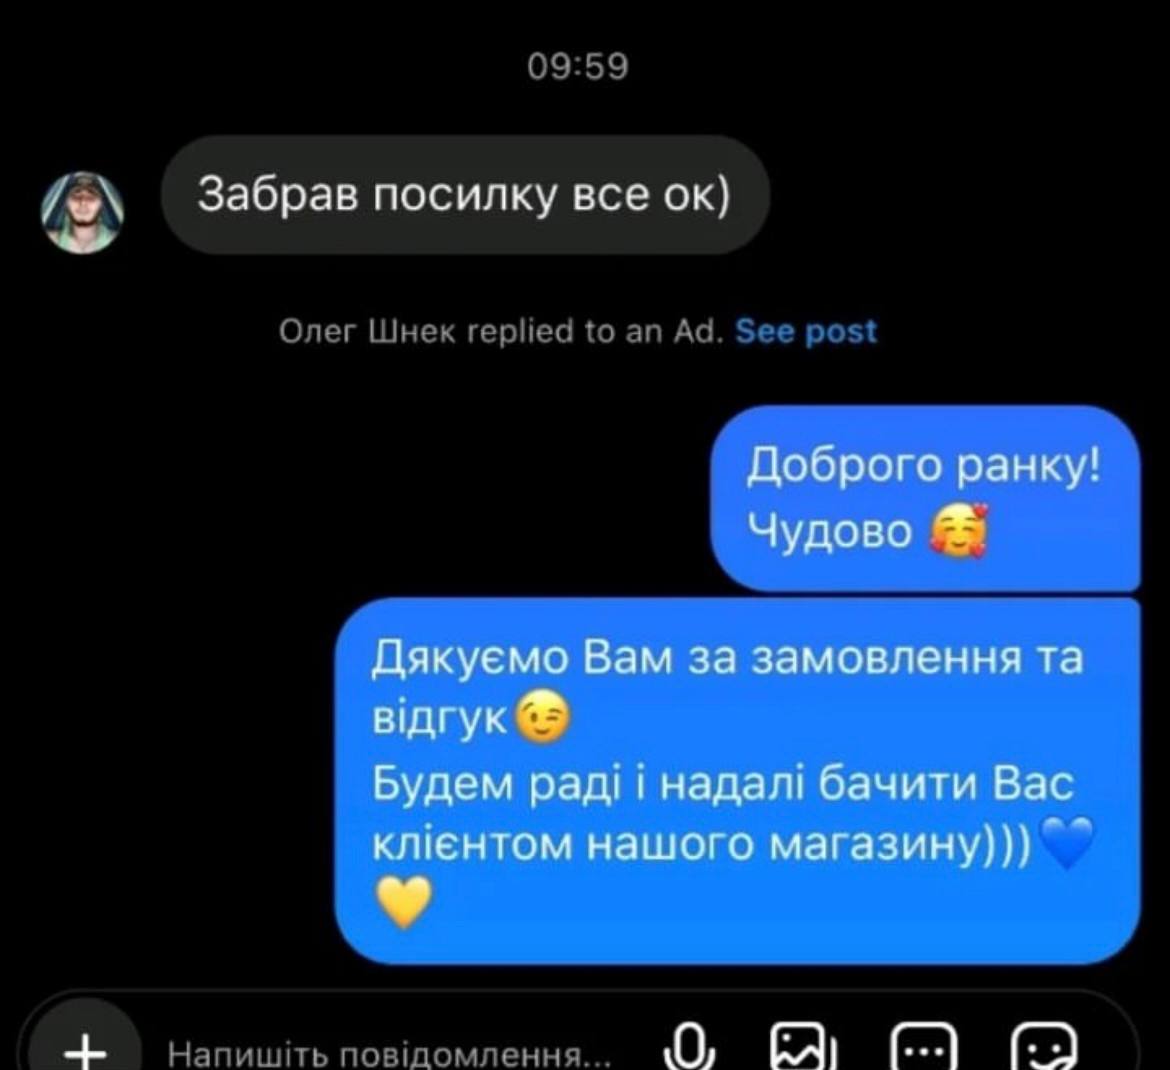 09:59
Забрав посилку все ок)
Олег Шнек replied to an Ad. See post
Доброго ранку!
Чудово 🥰
Дякуємо Вам за замовлення та
відгук😉
Будем раді і надалі бачити Вас
клієнтом нашого магазину)))💙
💛
Напишіть повідомлення...